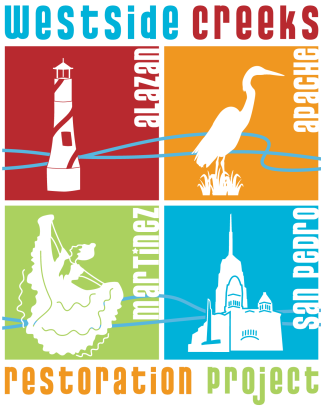 Westside Creeks
Alazan
Apache
Martinez
San Pedro
restoration project